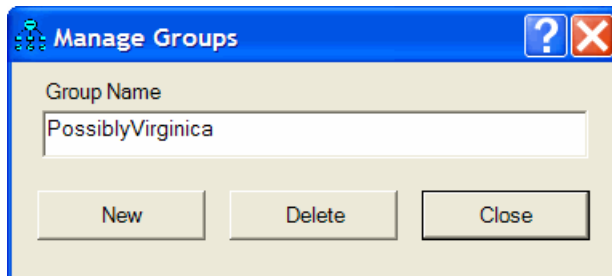 Manage Groups
Group Name
PossiblyVirginica
New Delete Close